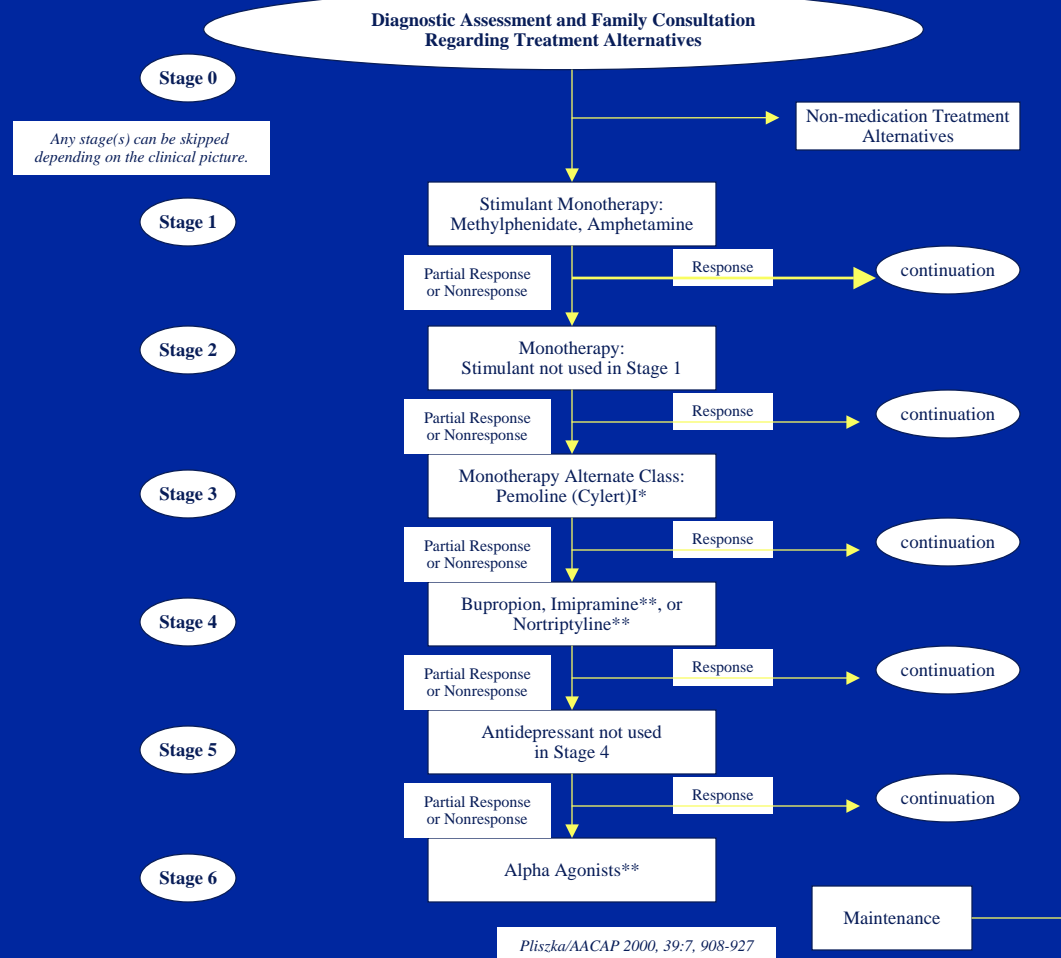 Diagnostic Assessment and Family Consultation
Regarding Treatment Alternatives
Stage 0
Any stage(s) can be skipped
depending on the clinical picture.
Non-medication Treatment
Alternatives
Stage 1
Stimulant Monotherapy:
Methylphenidate, Amphetamine
Partial Response
or Nonresponse
Response
continuation
Stage 2
Monotherapy:
Stimulant not used in Stage 1
Partial Response
or Nonresponse
Response
continuation
Stage 3
Monotherapy Alternate Class:
Pemoline (Cylert)I*
Partial Response
or Nonresponse
Response
continuation
Stage 4
Bupropion, Imipramine**, or
Nortriptyline**
Partial Response
or Nonresponse
Response
continuation
Stage 5
Antidepressant not used
in Stage 4
Partial Response
or Nonresponse
Response
continuation
Stage 6
Alpha Agonists**
Maintenance
Pliszka/AACAP 2000, 39:7, 908-927